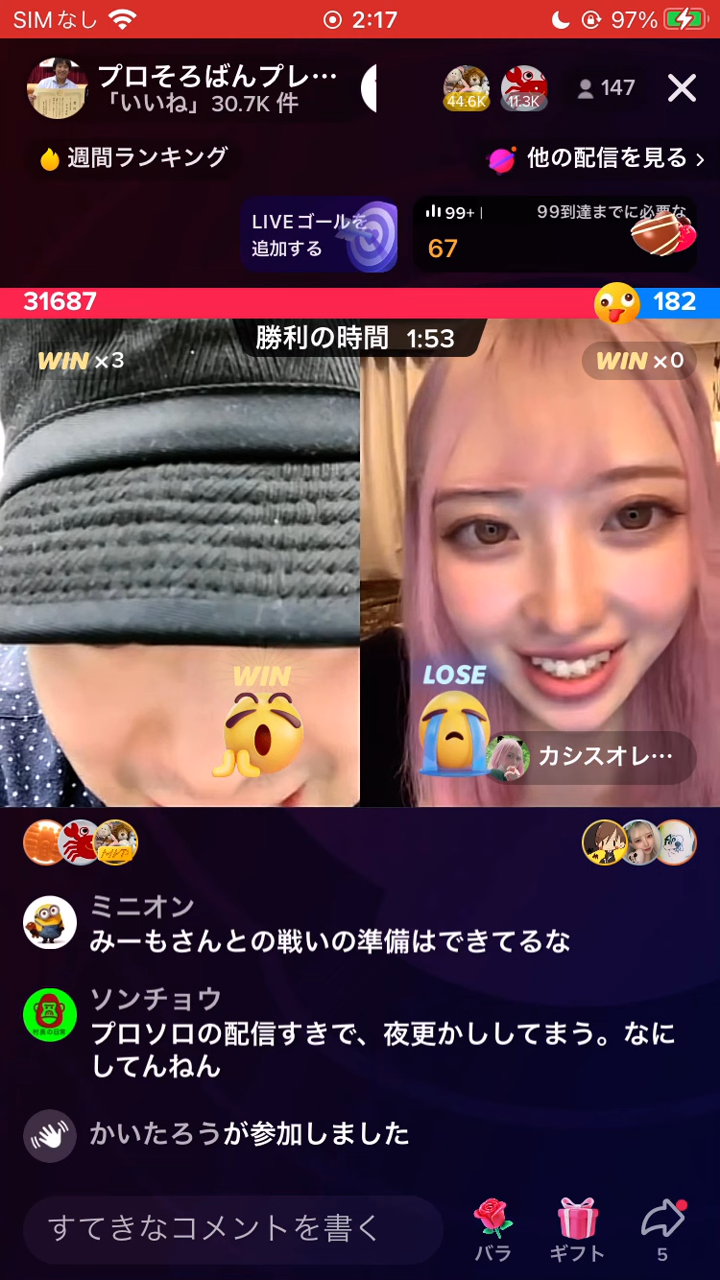 SIMなし 2:17 97%
プロそろばんプレ…
「いいね」30.7K 件
44.6K 11.3K 147
週間ランキング 他の配信を見る
LIVEゴールを
追加する
99+ 99到達までに必要な
67
31687 182
勝利の時間 1:53
WIN ×3 WIN ×0
WIN LOSE
カシスオレ…
MVP
ミニオン
みーもさんとの戦いの準備はできてるな
ソンチョウ
プロソロの配信すきで、夜更かししてまう。なに
してんねん
かいたろうが参加しました
すてきなコメントを書く
バラ ギフト 5